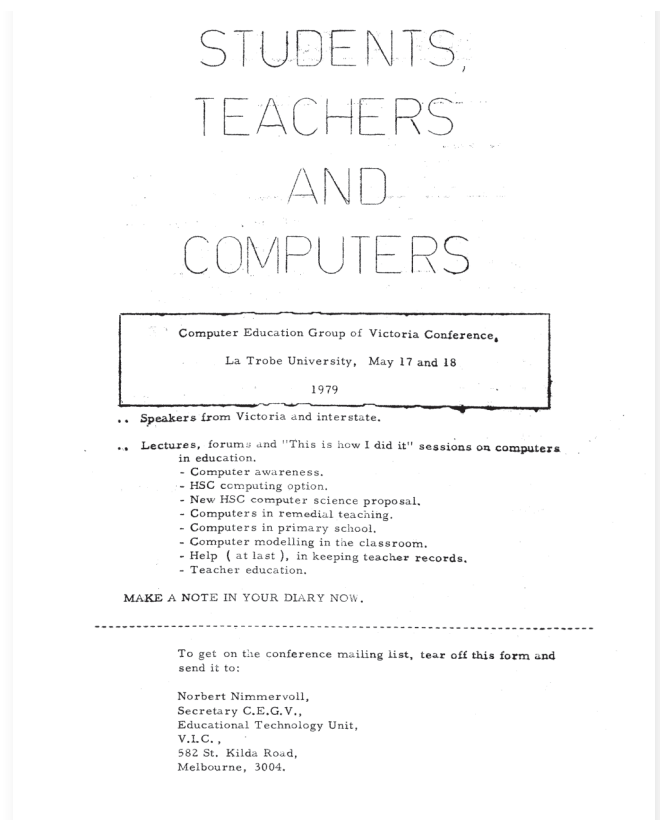 STUDENTS,
TEACHERS
AND
COMPUTERS
Computer Education Group of Victoria Conference,
La Trobe University, May 17 and 18
1979
.. Speakers from Victoria and interstate.
.. Lectures, forums and "This is how I did it" sessions on computers
in education.
- Computer awareness.
- HSC computing option.
- New HSC computer science proposal.
- Computers in remedial teaching.
- Computers in primary school.
- Computer modelling in the classroom.
- Help ( at last ), in keeping teacher records.
- Teacher education.
MAKE A NOTE IN YOUR DIARY NOW.
To get on the conference mailing list, tear off this form and
send it to:
Norbert Nimmervoll,
Secretary C.E.G.V.,
Educational Technology Unit,
V.I.C.,
582 St. Kilda Road,
Melbourne, 3004.